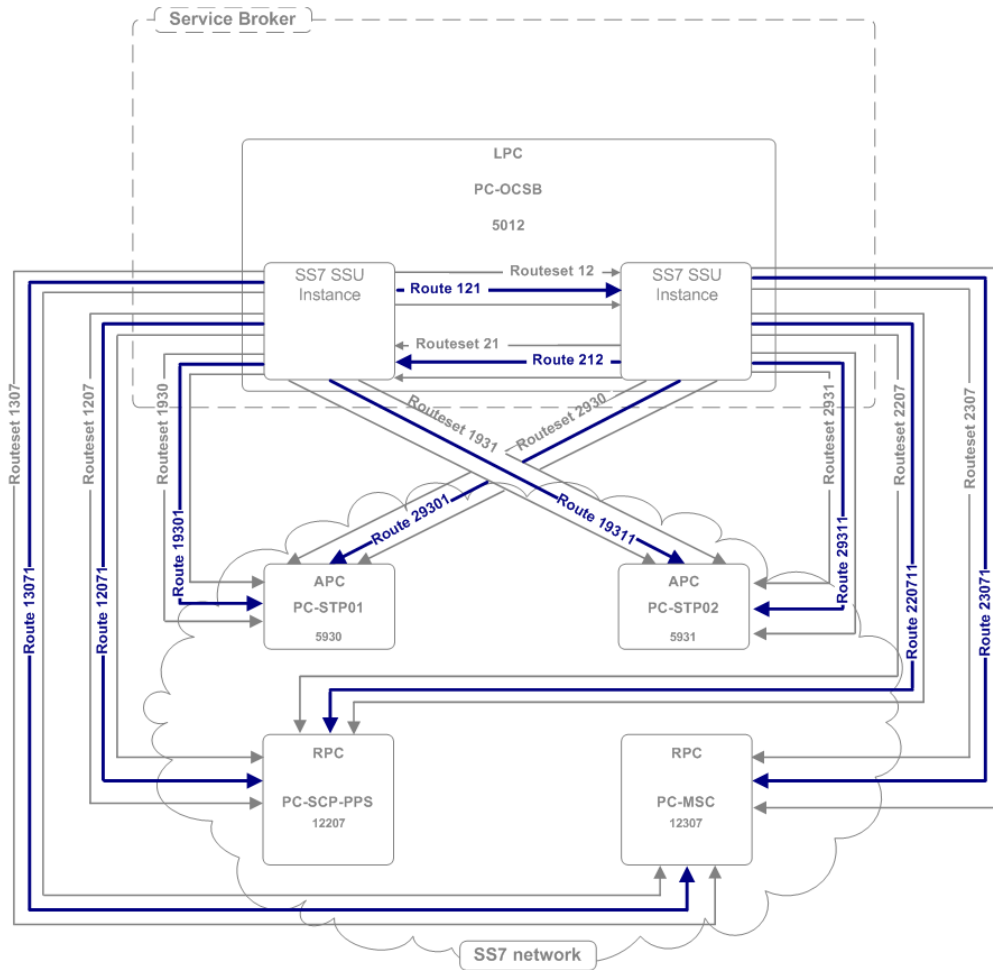 Service Broker
LPC
PC-OCSB
5012
SS7 SSU
Instance
SS7 SSU
Instance
Routeset 12
Route 121
Routeset 21
Route 212
Routeset 1307
Routeset 1207
Routeset 1930
Routeset 1931
Routeset 2930
Routeset 2931
Routeset 2207
Routeset 2307
Route 13071
Route 12071
Route 19301
Route 29301
Route 19311
Route 29311
Route 220711
Route 23071
APC
PC-STP01
5930
APC
PC-STP02
5931
RPC
PC-SCP-PPS
12207
RPC
PC-MSC
12307
SS7 network